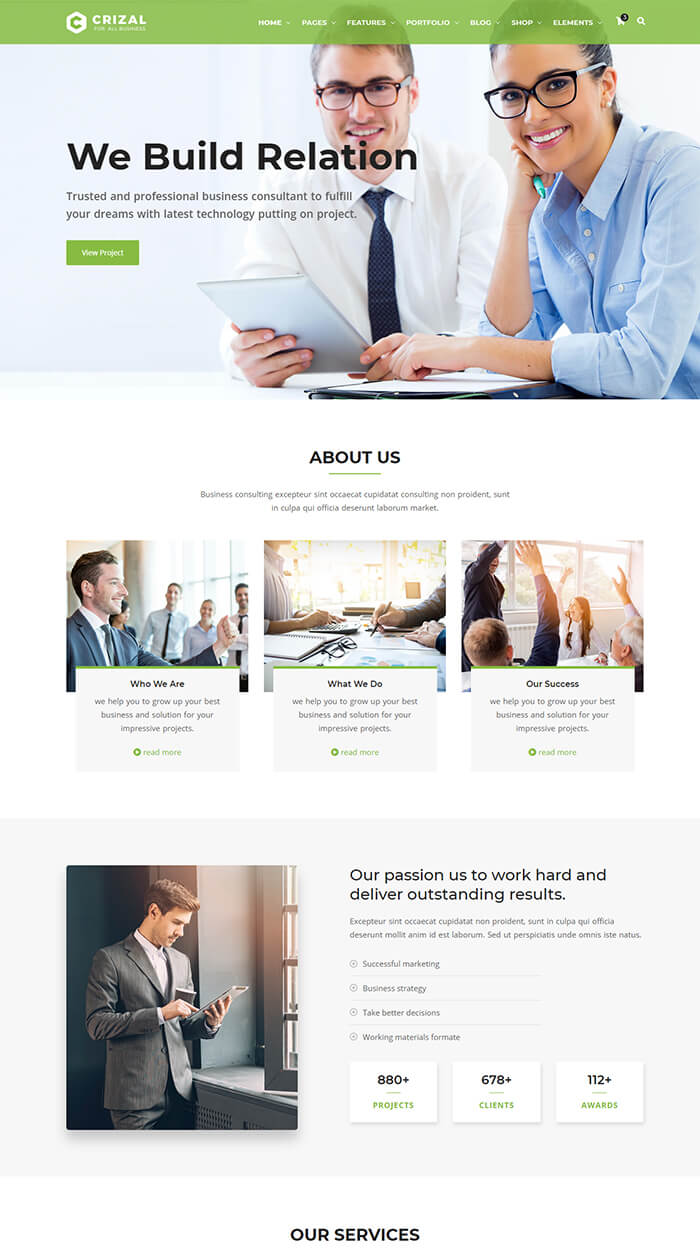 CRIZAL
FOR ALL BUSINESS
HOME PAGES FEATURES PORTFOLIO BLOG SHOP ELEMENTS 3
We Build Relation
Trusted and professional business consultant to fulfill
your dreams with latest technology putting on project.
View Project
ABOUT US
Business consulting excepteur sint occaecat cupidatat consulting non proident, sunt
in culpa qui officia deserunt laborum market.
Who We Are
we help you to grow up your best
business and solution for your
impressive projects.
read more
What We Do
we help you to grow up your best
business and solution for your
impressive projects.
read more
Our Success
we help you to grow up your best
business and solution for your
impressive projects.
read more
Our passion us to work hard and
deliver outstanding results.
Excepteur sint occaecat cupidatat non proident, sunt in culpa qui officia
deserunt mollit anim id est laborum. Sed ut perspiciatis unde omnis iste natus.
Successful marketing
Business strategy
Take better decisions
Working materials formate
880+
PROJECTS
678+
CLIENTS
112+
AWARDS
OUR SERVICES